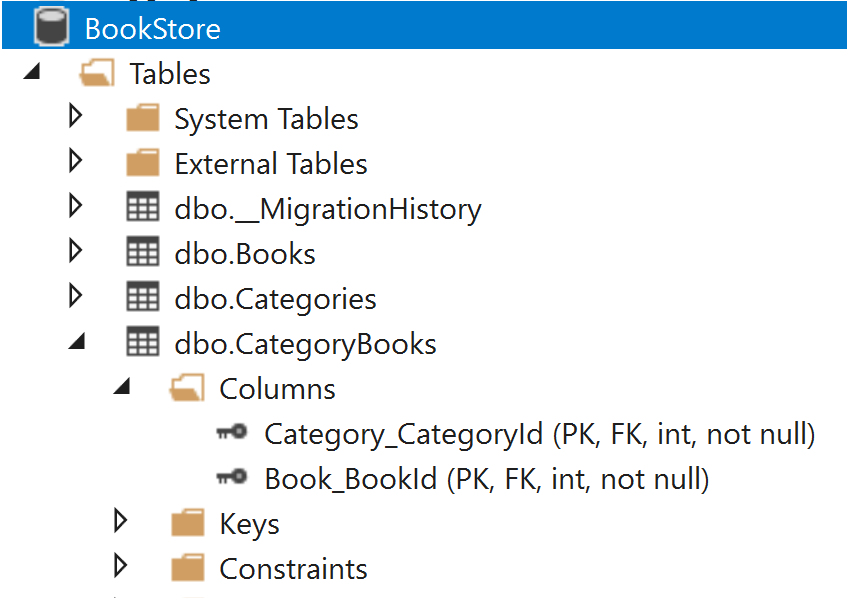 BookStore
Tables
System Tables
External Tables
dbo.__MigrationHistory
dbo.Books
dbo.Categories
dbo.CategoryBooks
Columns
Category_CategoryId (PK, FK, int, not null)
Book_BookId (PK, FK, int, not null)
Keys
Constraints